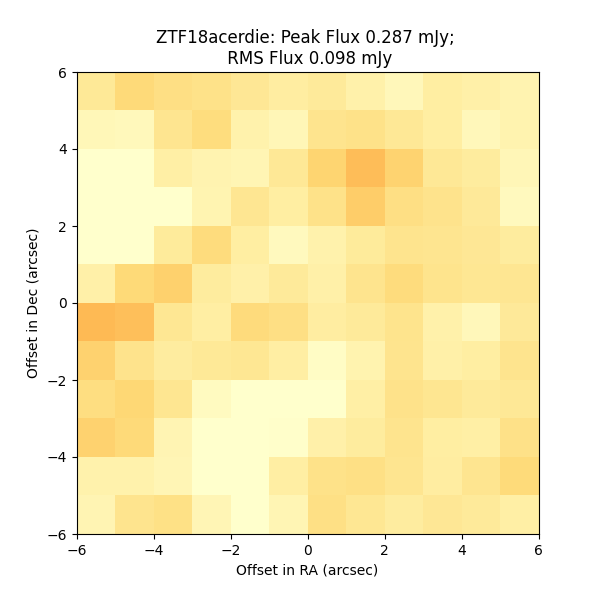 ZTF18acerdie: Peak Flux 0.287 mJy;
RMS Flux 0.098 mJy
6
4
2
0
−2
−4
−6
Offset in Dec (arcsec)
−6 −4 −2 0 2 4 6
Offset in RA (arcsec)